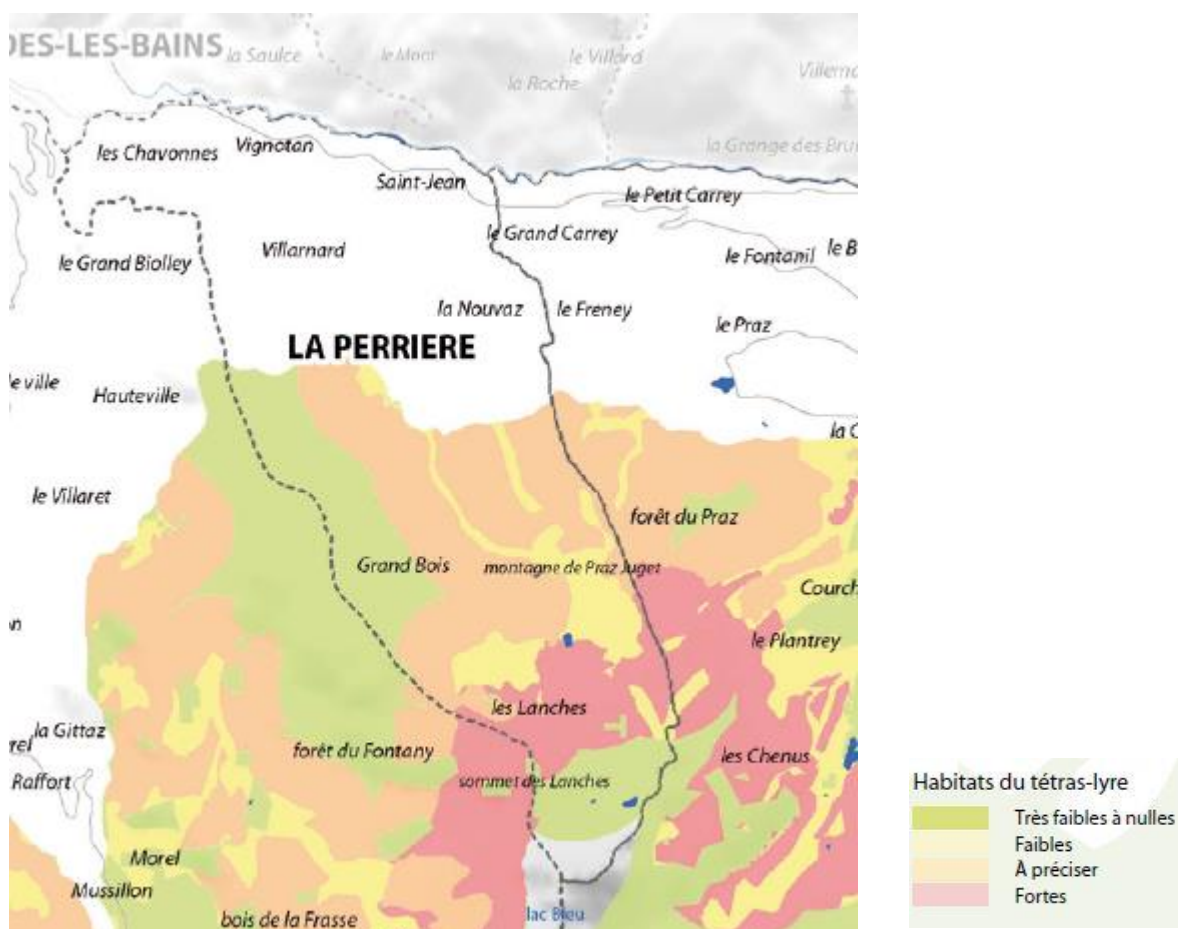 DES-LES-BAINS
la Saulce
le Mont
le Villard
la Roche
la Grange des
les Chavonnes
Vignotan
Saint-Jean
le Petit Carrey
le Grand Carrey
le Grand Biolley
Villarnard
le Fontanil
le B
la Nouvaz
le Freney
le Praz
LA PERRIERE
le ville
Hauteville
la C
le Villaret
forêt du Praz
Grand Bois
montagne de Praz Juget
Courch
le Plantrey
les Lanches
la Gittaz
rel
Raffort
forêt du Fontany
sommet des Lanches
les Chenus
Morel
Mussillon
bois de la Frasse
lac Bleu
Habitats du tétras-lyre
Très faibles à nulles
Faibles
À préciser
Fortes